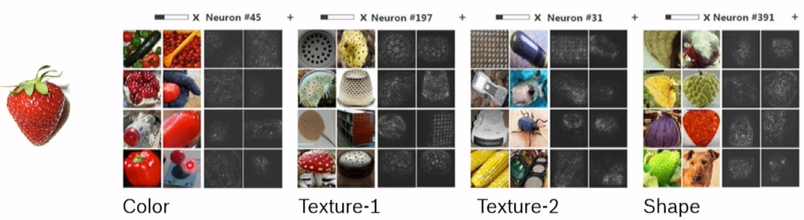 X Neuron #45 +
X Neuron #197 +
X Neuron #31 +
X Neuron #391 +
Color
Texture-1
Texture-2
Shape